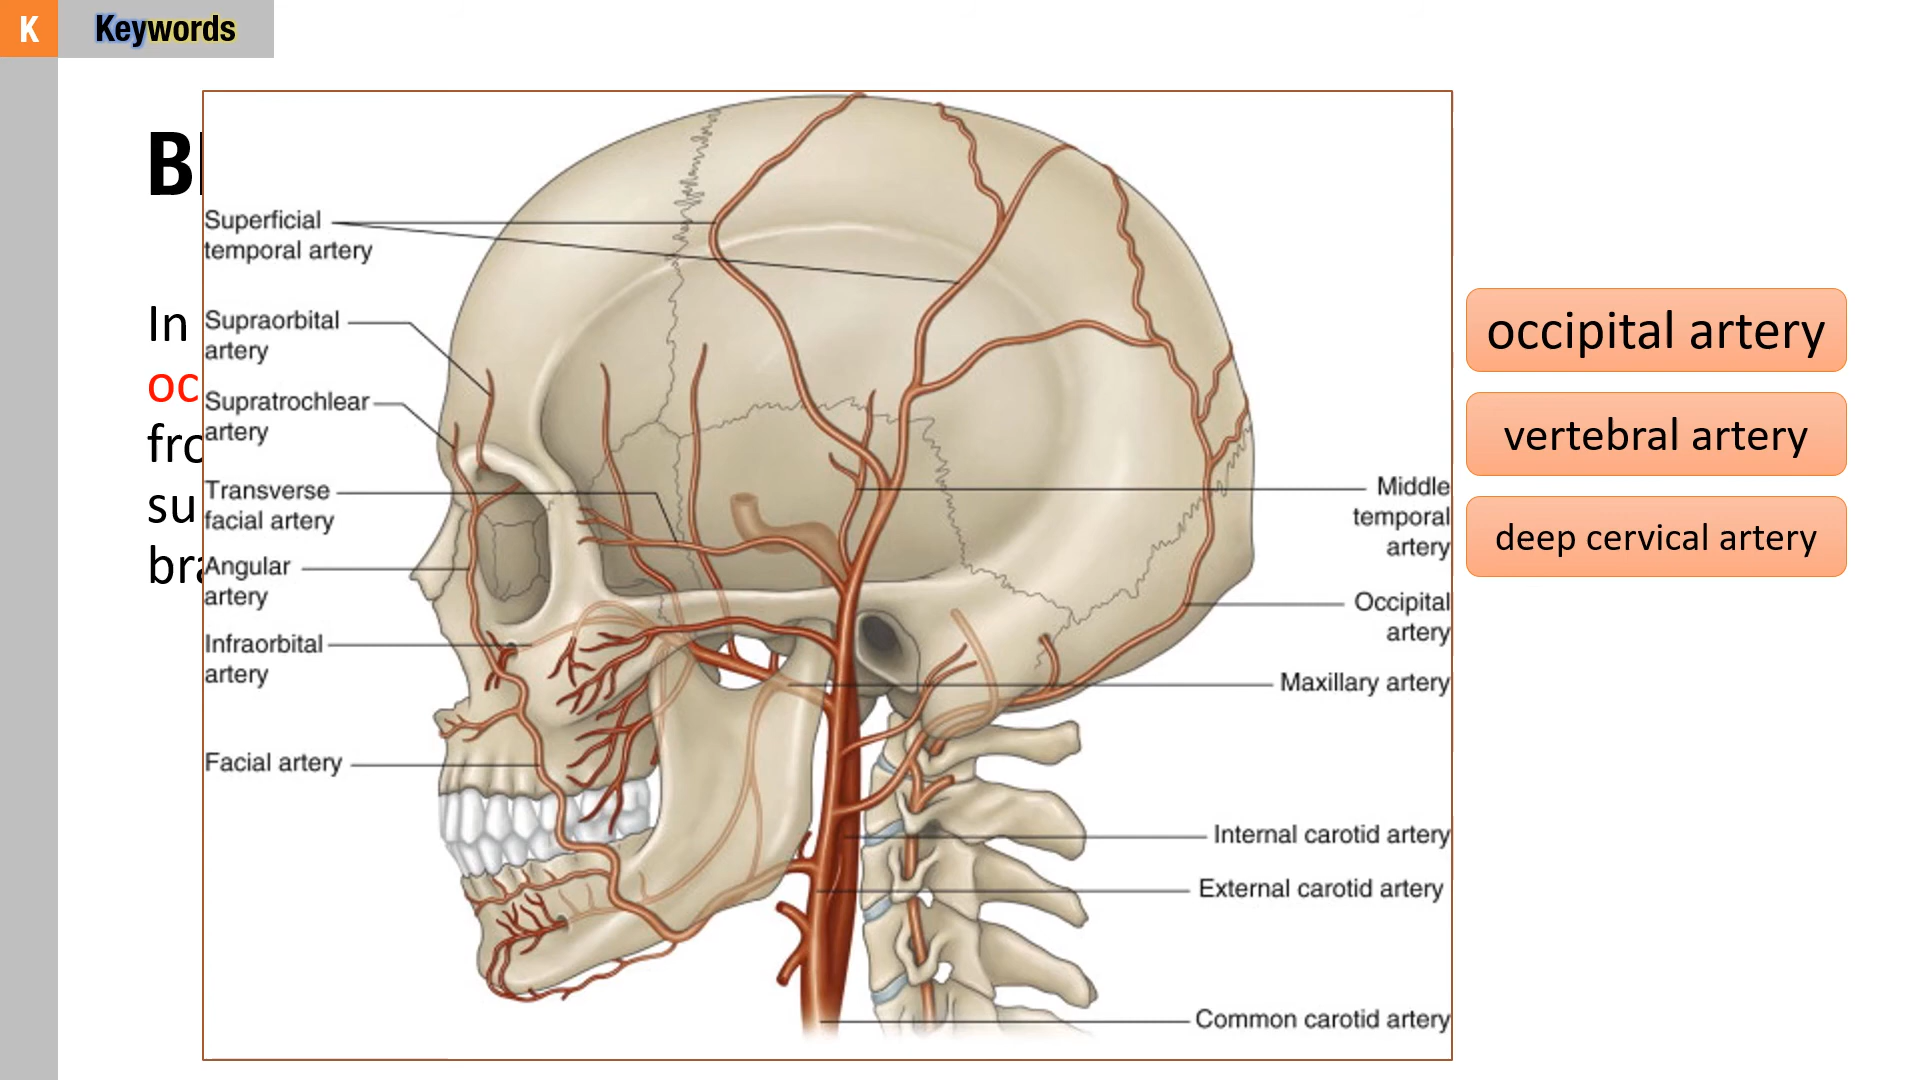 K
Keywords
Superficial
temporal artery
In
Supraorbital
artery
oc
Supratrochlear
artery
Transverse
facial artery
su
Angular
artery
Infraorbital
artery
Facial artery
Middle
temporal
artery
Occipital
artery
Maxillary artery
Internal carotid artery
External carotid artery
Common carotid artery
occipital artery
vertebral artery
deep cervical artery